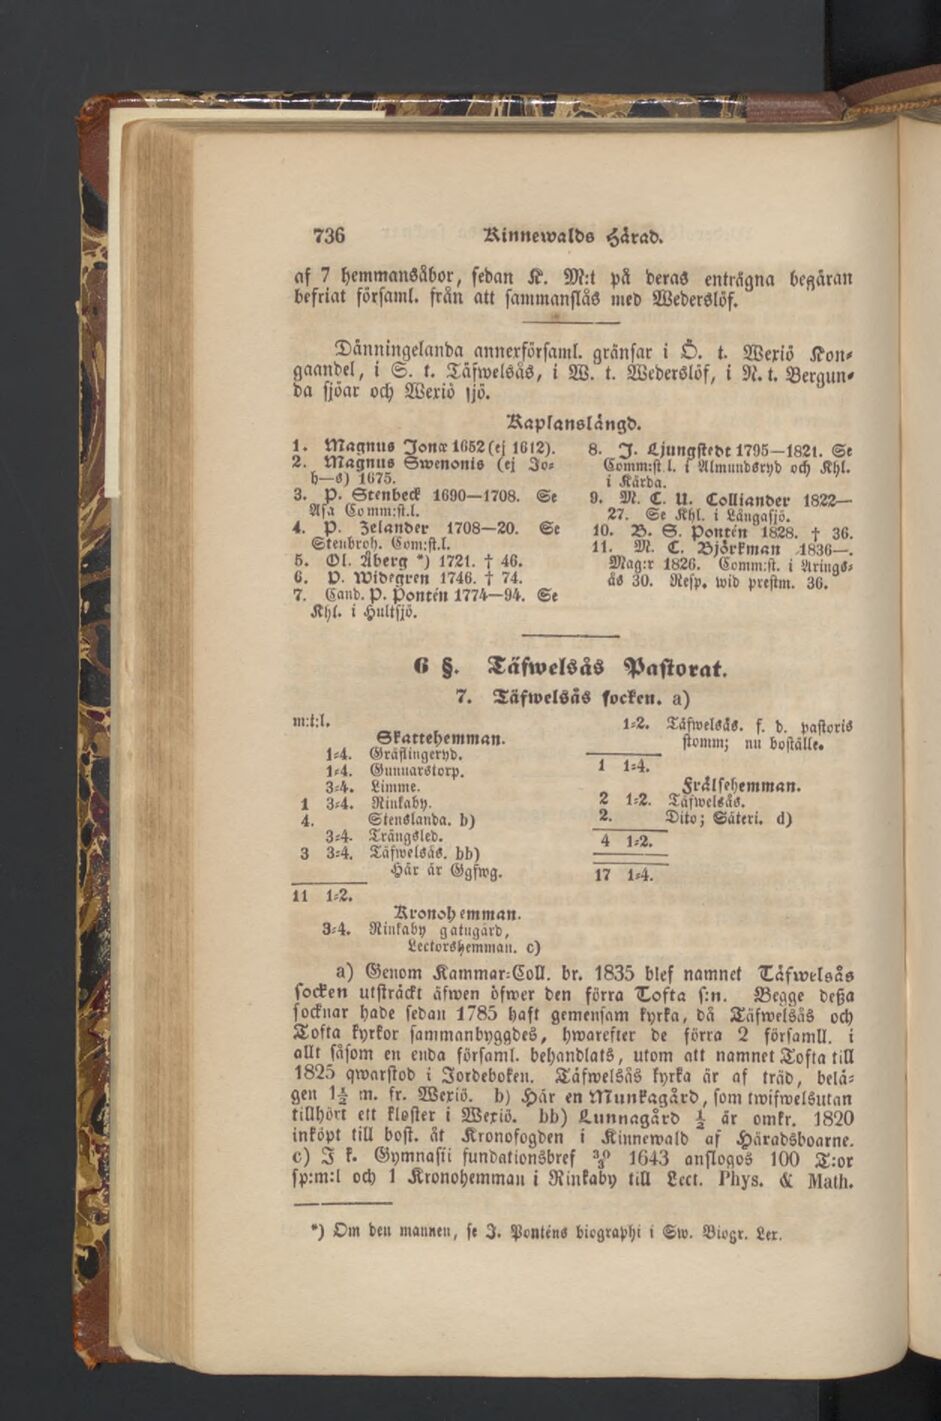 736 Kinnewalds Härad.
af 7 hemmansåbor, sedan K. M:t på deras enträgna begäran
befriat församl. från att sammanslås med Wederslöf.
Dänningelanda annexförsaml. gränsar i Ö. t. Wexiö Kon=
gaandel, i S. t. Täfwelsås, i W. t. Wederslöf, i N. t. Bergun=
da sjöar och Wexiö sjö.
Kaplanslängd.
1. Magnus Jonæ 1652 (ej 1612).
2. Magnus Swenonis (ej Jo=
h—s) 1675.
3. P. Stenbeck 1690—1708. Se
Asa Comm:st.l.
4. P. Zelander 1708—20. Se
Stenbroh. Com:st.l.
5. Ol. Åberg *) 1721. † 46.
6. P. Widegren 1746. † 74.
7. Cand. P. Pontén 1774—94. Se
Khl. i Hultsjö.
8. J. Ljungstedt 1795—1821. Se
Comm:st.l. i Almundsryd och Khl.
i Kärda.
9. M. C. U. Colliander 1822—
27. Se Khl. i Långasjö.
10. B. S. Pontén 1828. † 36.
11. M. C. Björkman 1836—.
Mag:r 1826. Comm:st. i Arings=
ås 30. Resp. wid prestm. 36.
6 §. Täfwelsås Pastorat.
7. Täfwelsås socken. a)
m:t:l.
Skattehemman.
1=4. Gräflingeryd.
1=4. Gunnarstorp.
3=4. Limme.
1 3=4. Rinkaby.
4. Stenslanda. b)
3=4. Trängsled.
3 3=4. Täfwelsås. bb)
Här är Ggfwg.
11 1=2.
Kronohemman.
3=4. Rinkaby gatugård,
Lectorshemman. c)
1=2. Täfwelsås. f. d. pastoris
stomm; nu boställe.
1 1=4.
Frälsehemman.
2 1=2. Täfwelsås.
2. Dito; Säteri. d)
4 1=2.
17 1=4.
a) Genom Kammar=Coll. br. 1835 blef namnet Täfwelsås
socken utsträckt äfwen öfwer den förra Tofta s:n. Begge deßa
socknar hade sedan 1785 haft gemensam kyrka, då Täfwelsås och
Tofta kyrkor sammanbyggdes, hwarefter de förra 2 församll. i
allt såsom en enda församl. behandlats, utom att namnet Tofta till
1825 qwarstod i Jordeboken. Täfwelsås kyrka är af träd, belä=
gen 1½ m. fr. Wexiö. b) Här en Munkagård, som twifwelsutan
tillhört ett kloster i Wexiö. bb) Lunnagård ½ är omkr. 1820
inköpt till bost. åt Kronofogden i Kinnewald af Häradsboarne.
c) I k. Gymnasii fundationsbref 1643 anslogos 100 T:or
sp:m:l och 1 Kronohemman i Rinkaby till Lect. Phys. & Math.
*) Om den mannen, se J. Ponténs biographi i Sw. Biogr. Lex.